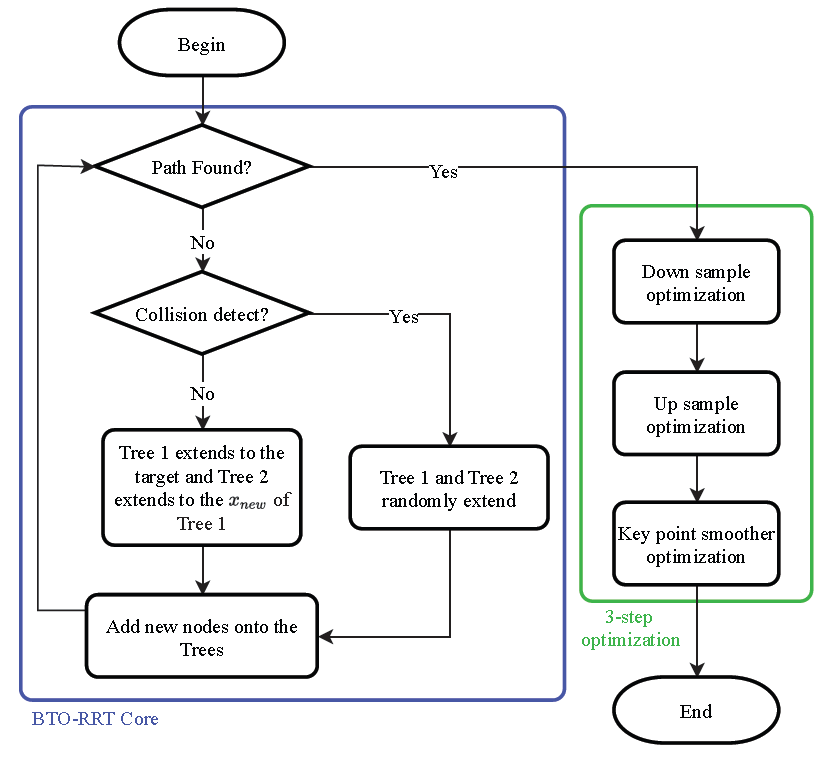 Begin
Path Found?
Yes
No
Collision detect?
Yes
No
Tree 1 extends to the
target and Tree 2
extends to the x_new of
Tree 1
Tree 1 and Tree 2
randomly extend
Add new nodes onto the
Trees
BTO-RRT Core
Down sample
optimization
Up sample
optimization
Key point smoother
optimization
3-step
optimization
End